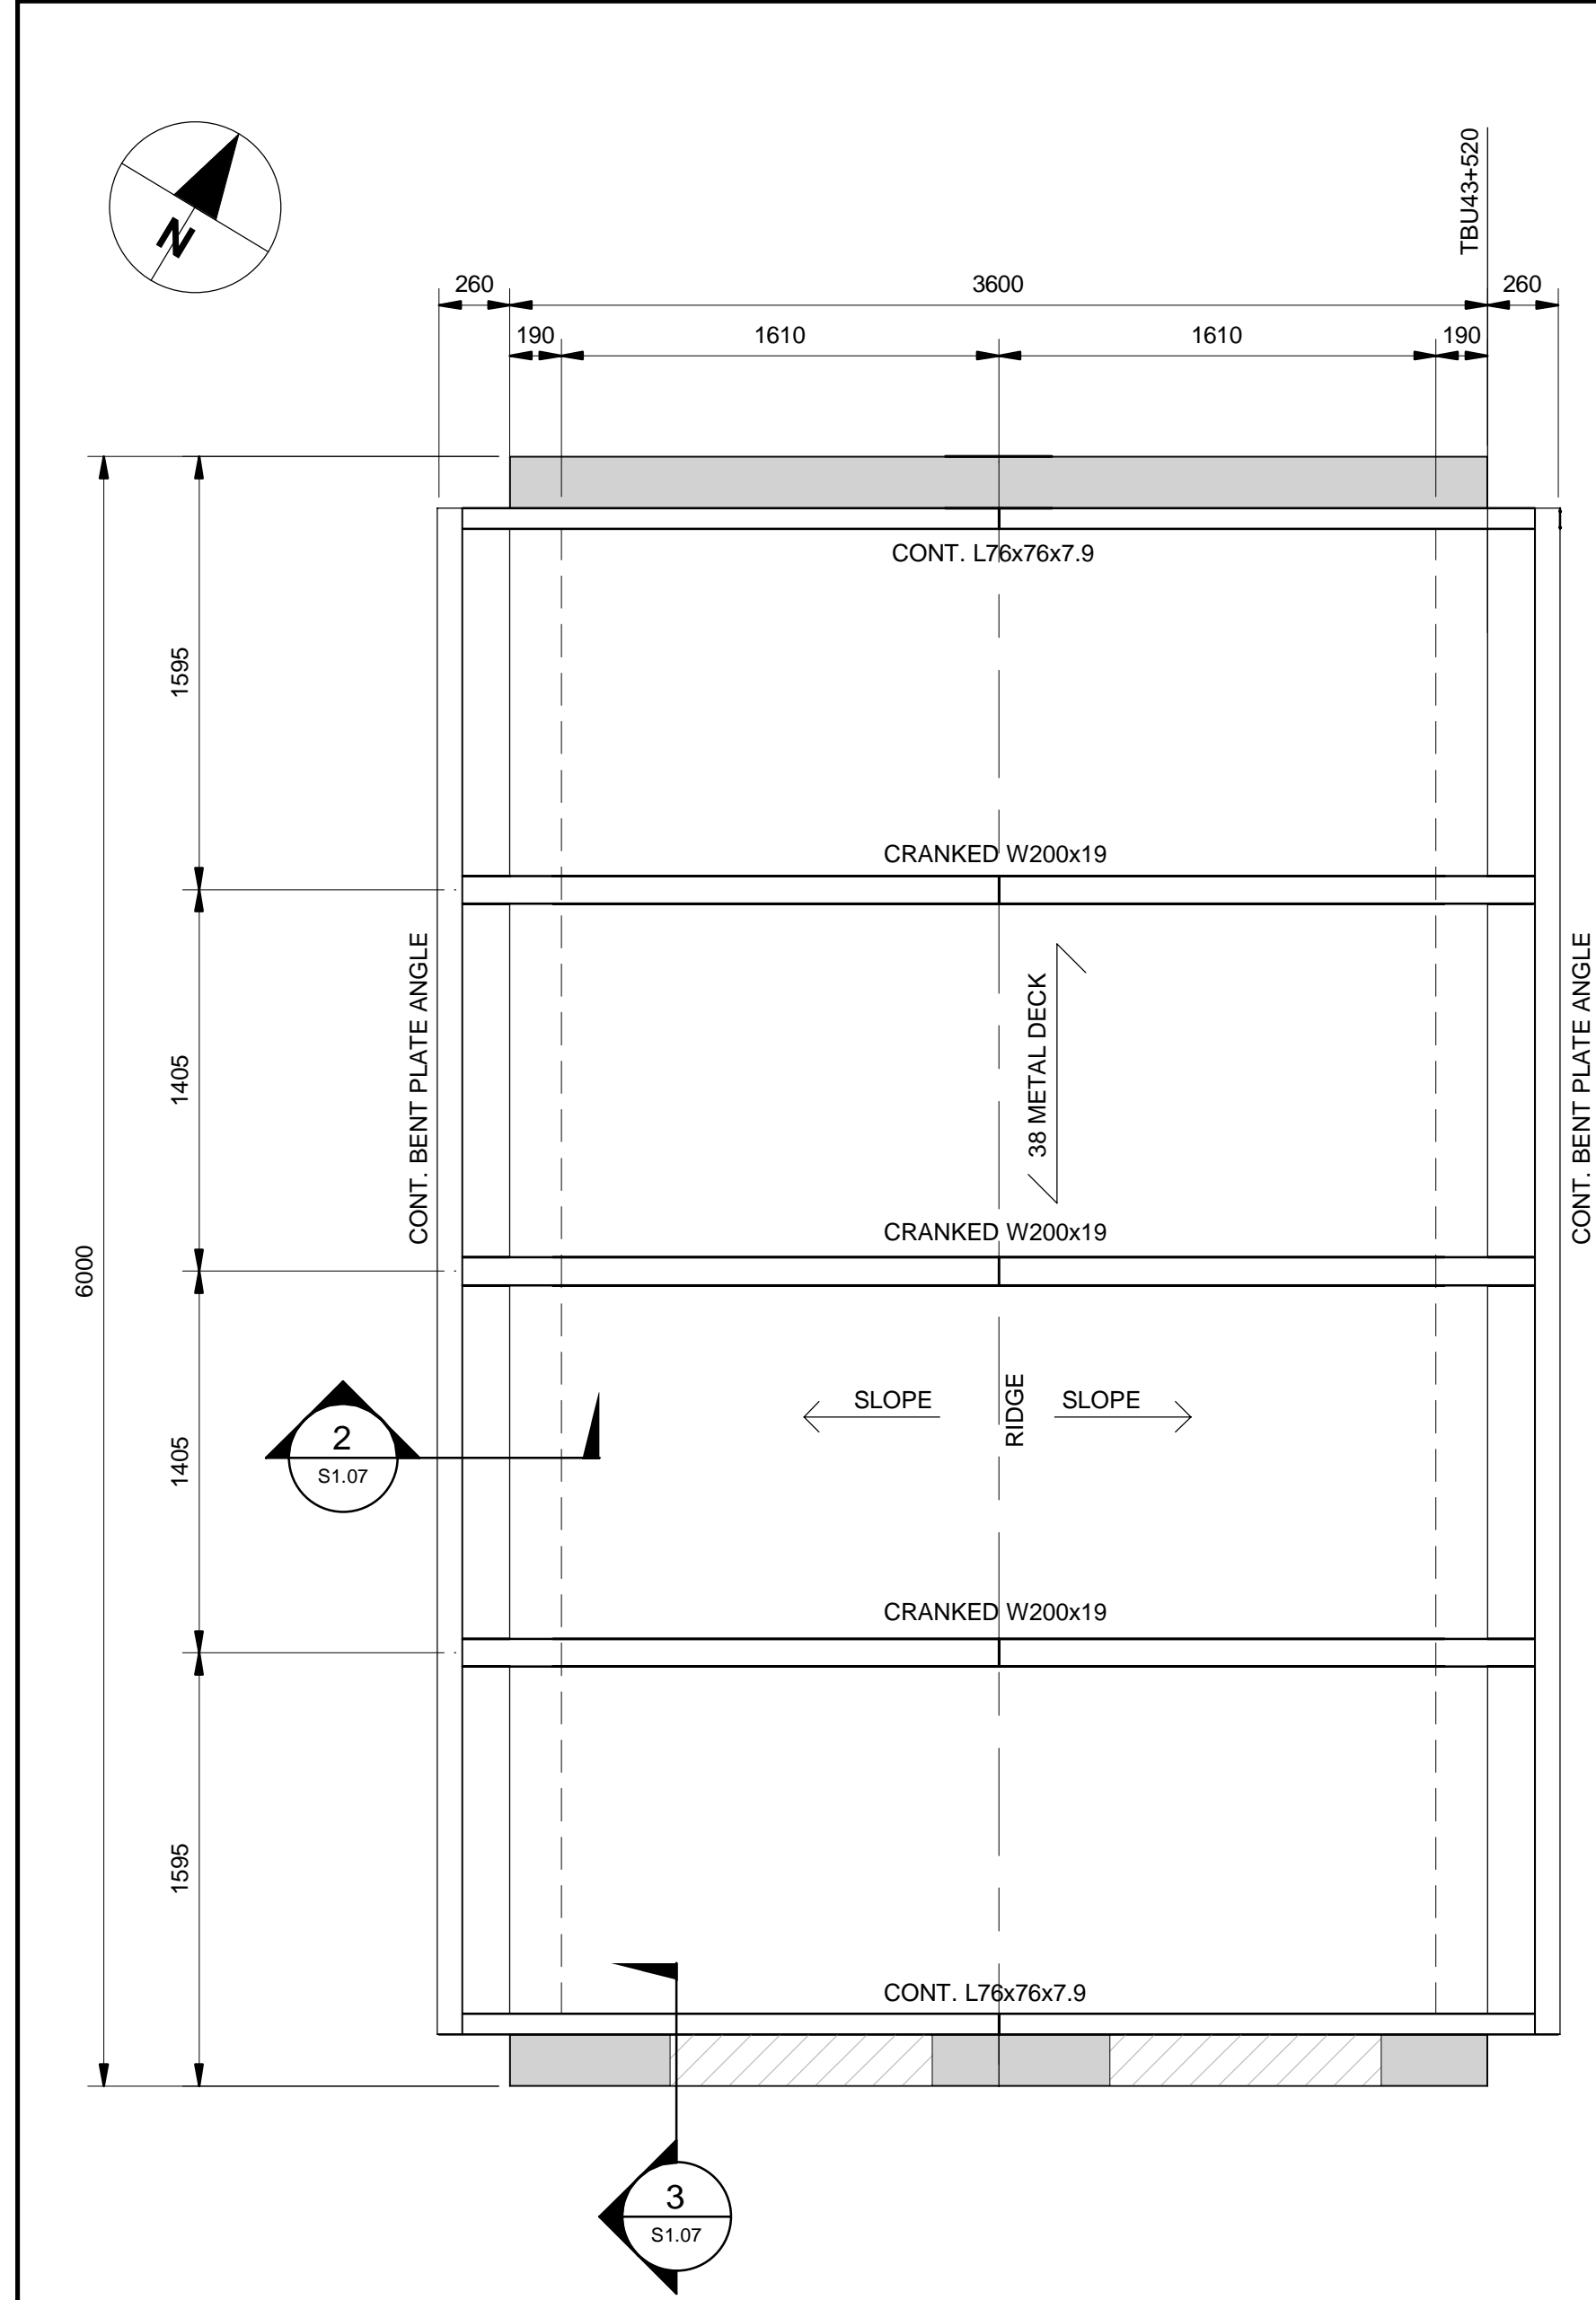 N
TBU43+520
260
3600
260
190
1610
1610
190
CONT. L76x76x7.9
1595
CRANKED W200x19
CONT. BENT PLATE ANGLE
38 METAL DECK
CONT. BENT PLATE ANGLE
1405
6000
CRANKED W200x19
SLOPE
RIDGE
SLOPE
2
S1.07
1405
CRANKED W200x19
1595
CONT. L76x76x7.9
3
S1.07